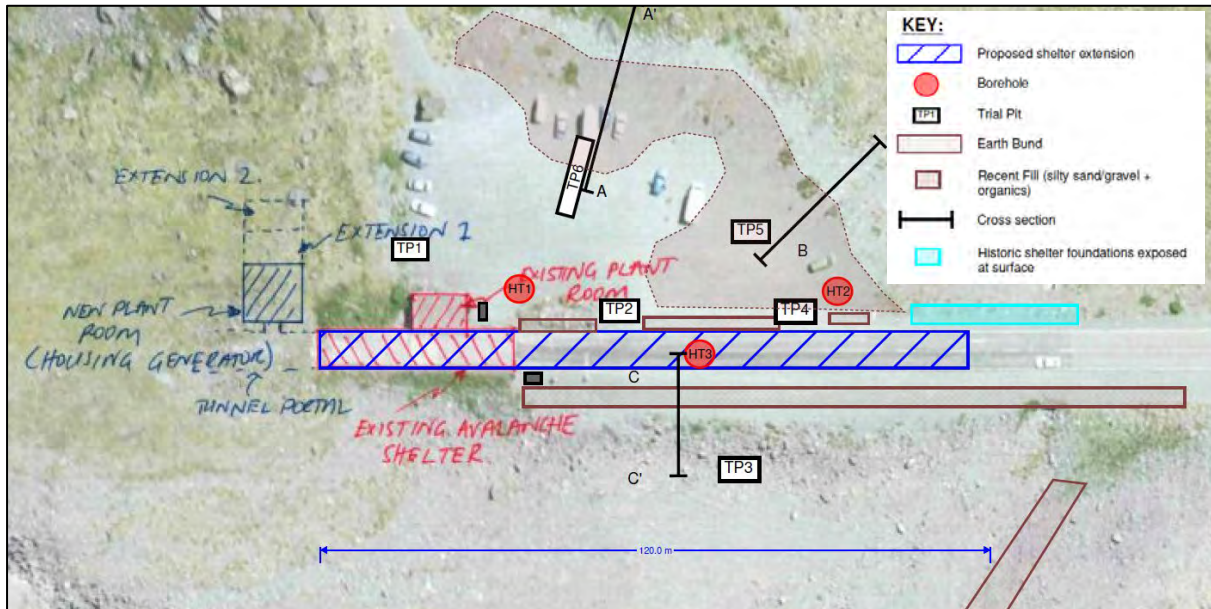 A'
KEY:
Proposed shelter extension
Borehole
TP1
Trial Pit
Earth Bund
Recent Fill (silty sand/gravel +
organics)
Cross section
Historic shelter foundations exposed
at surface
EXTENSION 2.
EXTENSION 1
TP6
A
TP1
TP5
B
EXISTING PLANT
ROOM
HT1
HT2
TP2
TP4
NEW PLANT
ROOM
(HOUSING GENERATOR)
TUNNEL PORTAL
HT3
C
EXISTING AVALANCHE
SHELTER
C'
TP3
120.0 m